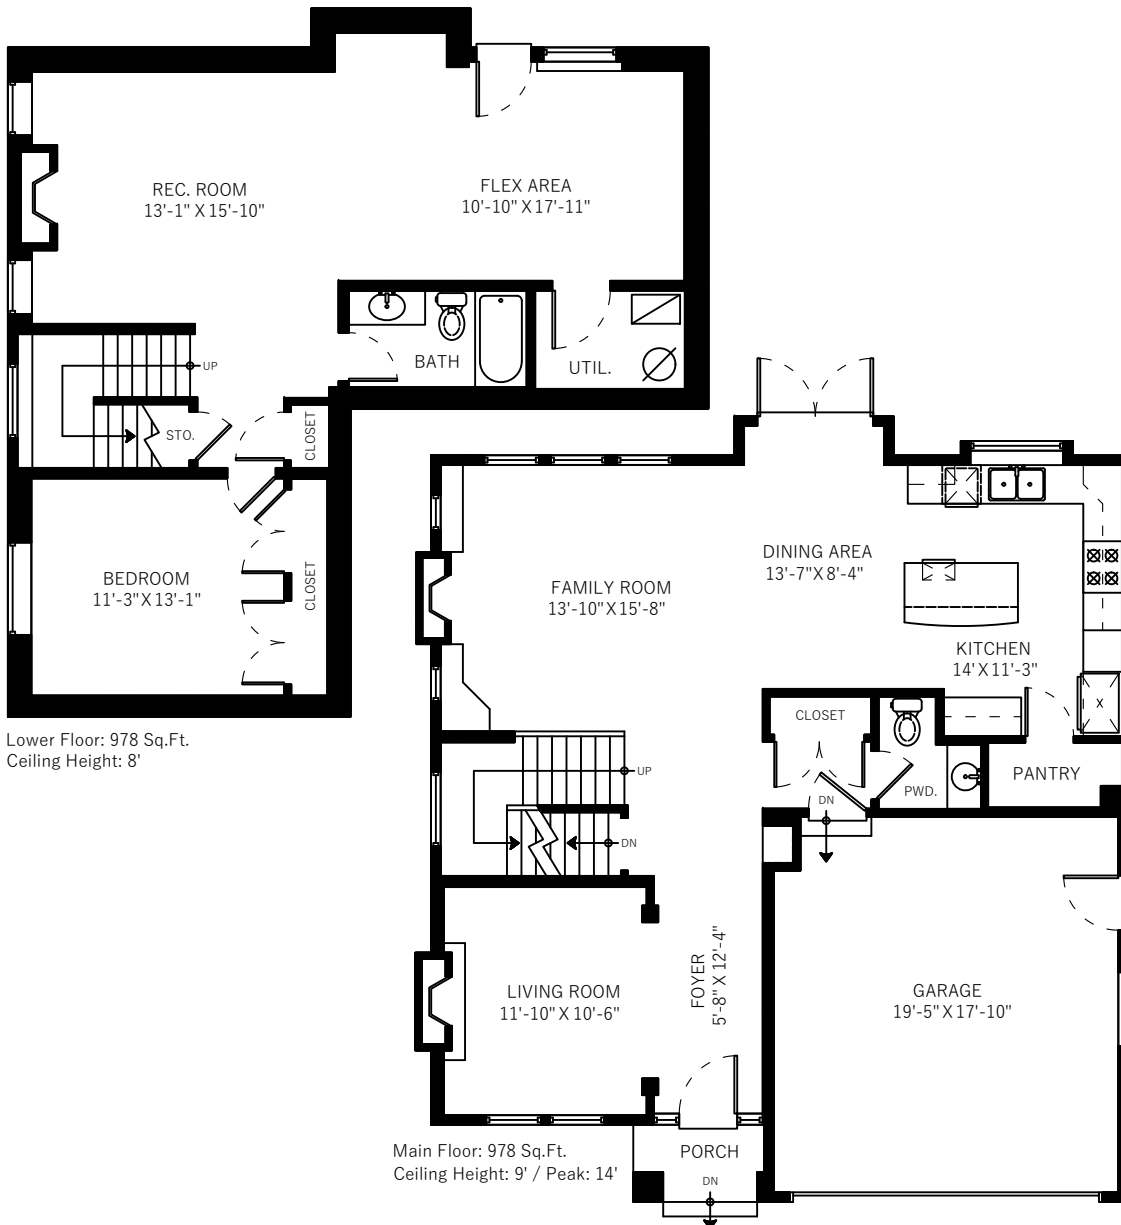 REC. ROOM
13'-1" X 15'-10"
FLEX AREA
10'-10" X 17'-11"
BATH
UTIL.
UP
STO.
CLOSET
BEDROOM
11'-3" X 13'-1"
CLOSET
Lower Floor: 978 Sq.Ft.
Ceiling Height: 8'
DINING AREA
13'-7" X 8'-4"
FAMILY ROOM
13'-10" X 15'-8"
KITCHEN
14' X 11'-3"
CLOSET
PANTRY
PWD.
DN
UP
DN
FOYER
5'-8" X 12'-4"
LIVING ROOM
11'-10" X 10'-6"
GARAGE
19'-5" X 17'-10"
PORCH
DN
Main Floor: 978 Sq.Ft.
Ceiling Height: 9' / Peak: 14'